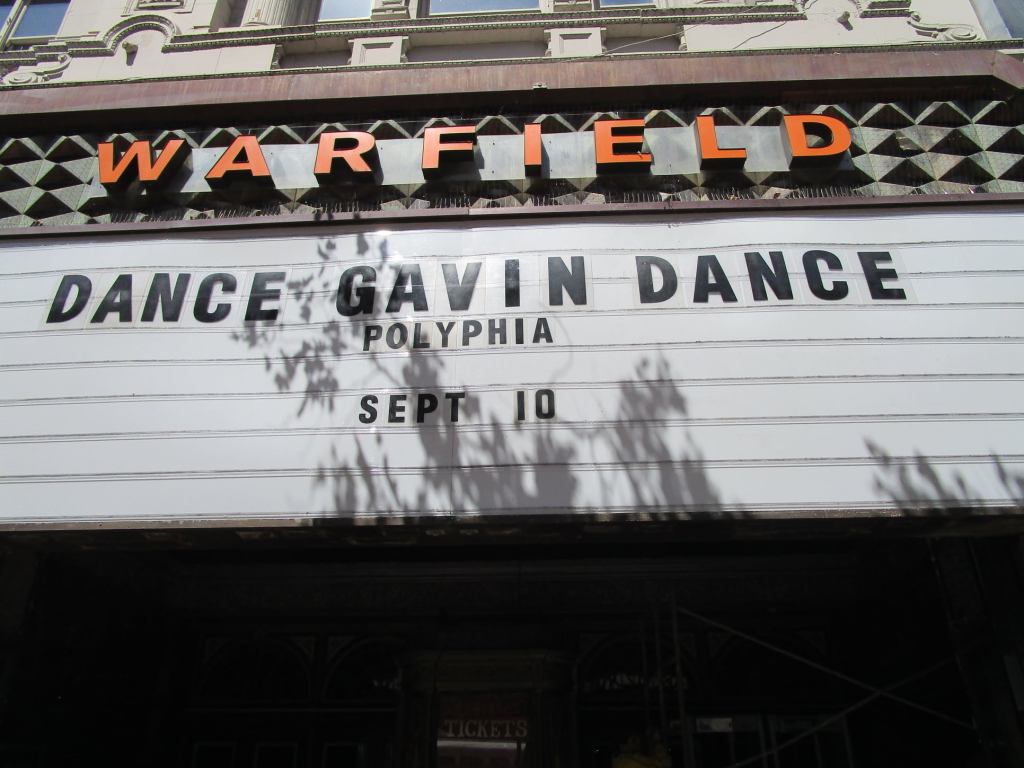 WARFIELD
DANCE GAVIN DANCE
POLYPHIA
SEPT 10
TICKETS